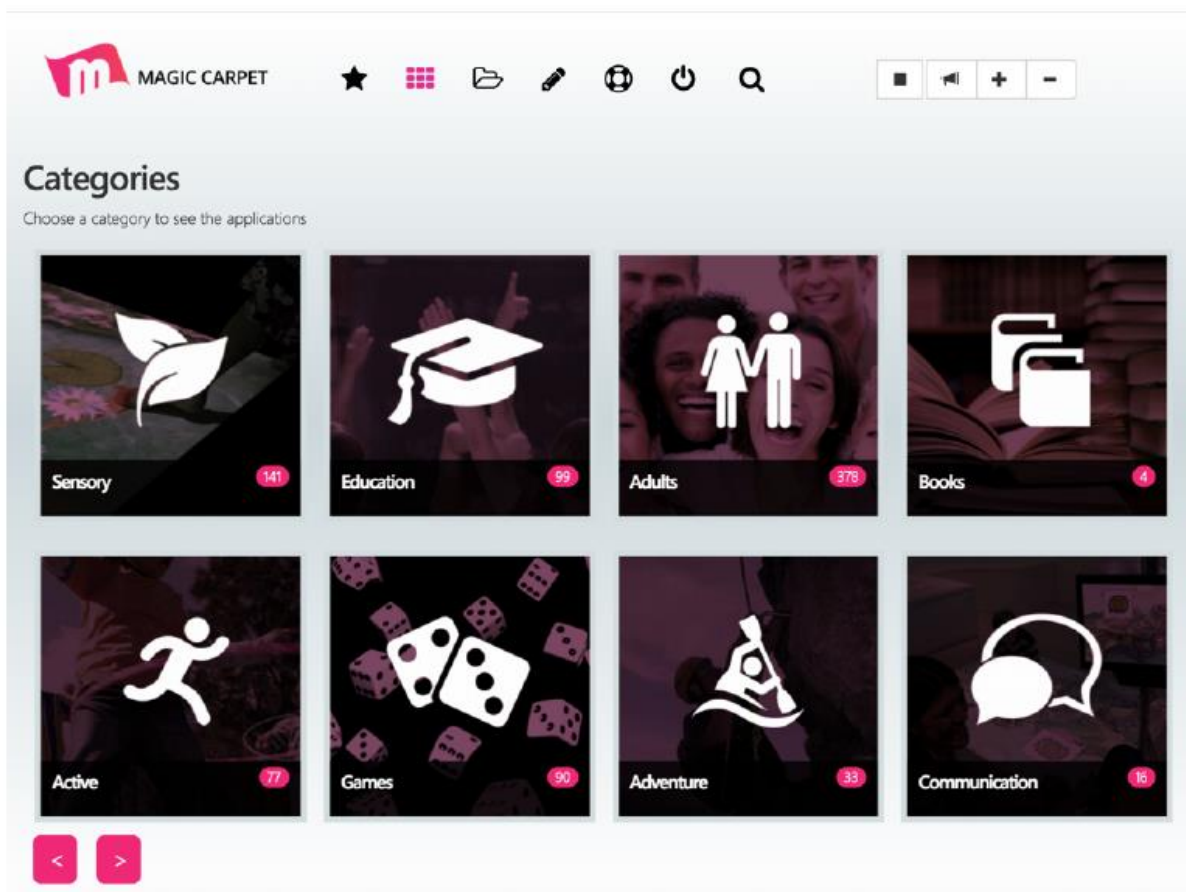 m MAGIC CARPET
+ -
Categories
Choose a category to see the applications
Sensory 141
Education 99
Adults 378
Books 4
Active 77
Games 90
Adventure 33
Communication 16
< >